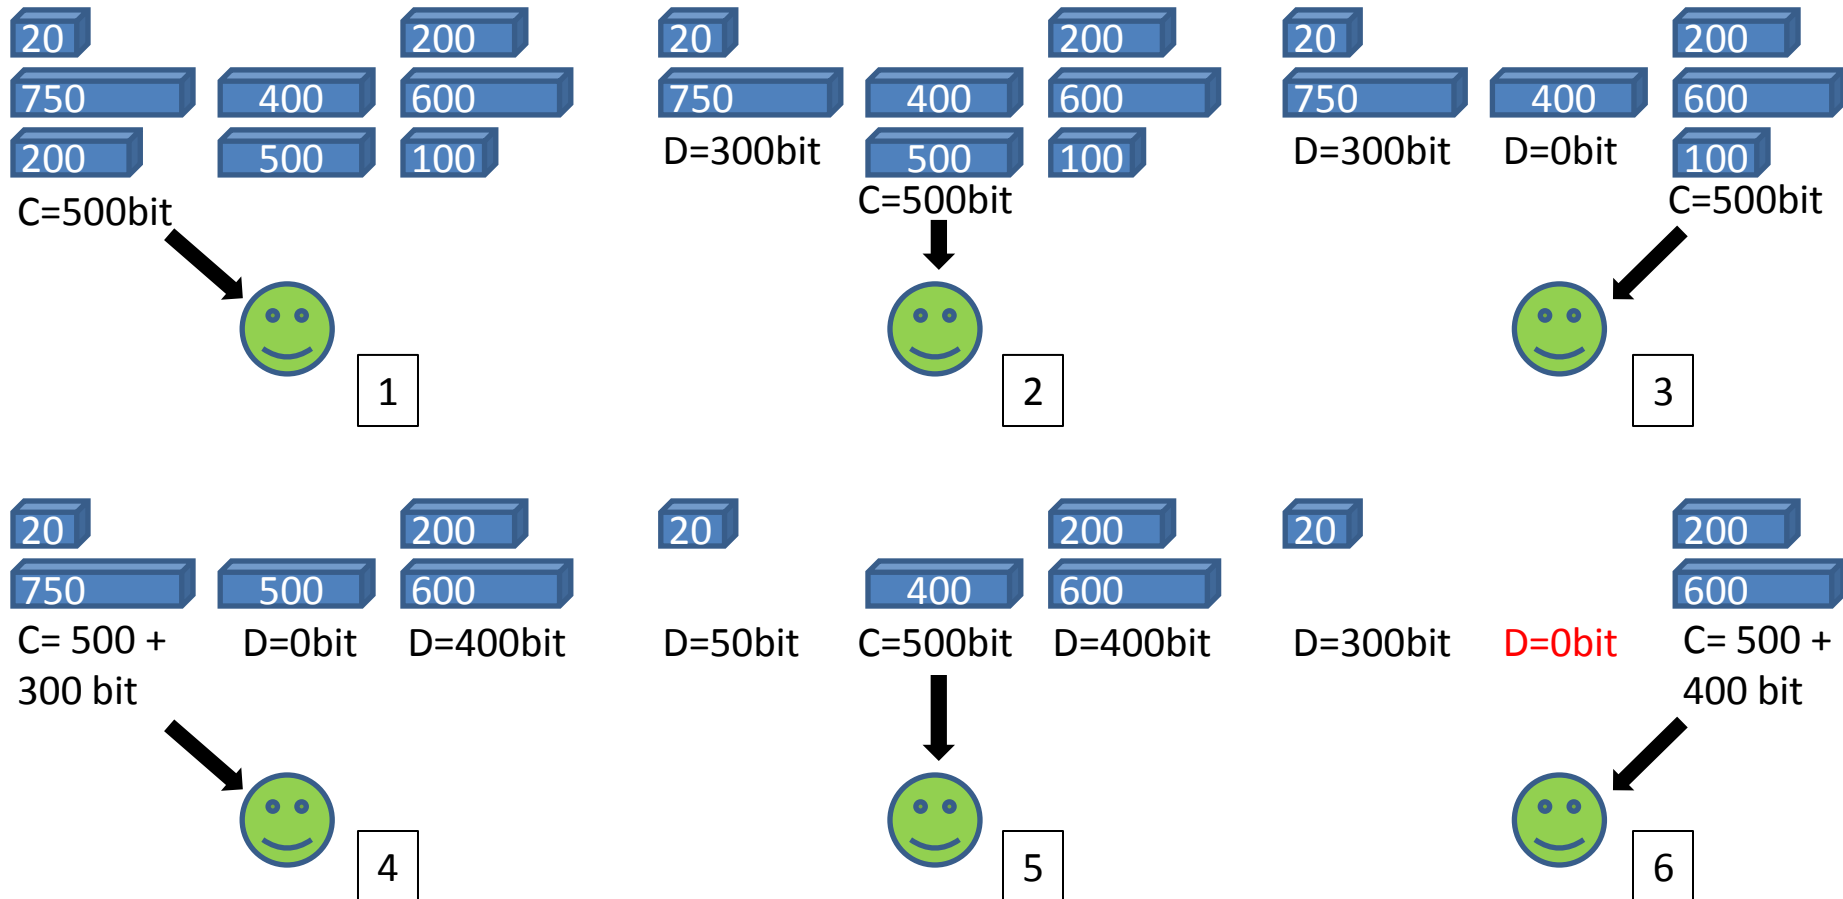 20 200
750 400 600
200 500 100
C=500bit
1
20 200
750 400 600
D=300bit 500 100
C=500bit
2
20 200
750 400 600
D=300bit D=0bit 100
C=500bit
3
20 200
750 500 600
C= 500 + D=0bit D=400bit
300 bit
4
20 200
400 600
D=50bit C=500bit D=400bit
5
20 200
600
D=300bit D=0bit C= 500 +
400 bit
6